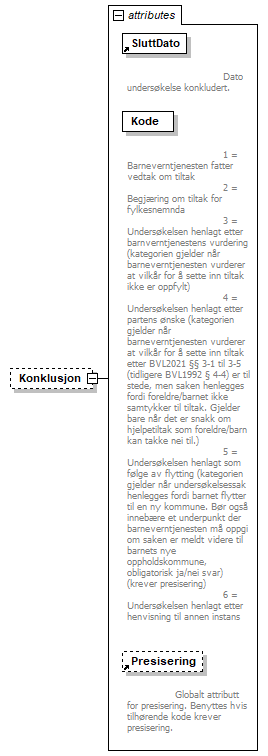 attributes
SluttDato
Dato
undersøkelse konkludert.
Kode
1 =
Barneverntjenesten fatter
vedtak om tiltak
2 =
Begjæring om tiltak for
fylkesnemnda
3 =
Undersøkelsen henlagt etter
barnverntjenestens vurdering
(kategorien gjelder når
barneverntjenesten vurderer
at vilkår for å sette inn tiltak
ikke er oppfylt)
4 =
Undersøkelsen henlagt etter
partens ønske (kategorien
gjelder når
barneverntjenesten vurderer
at vilkår for å sette inn tiltak
etter BVL2021 §§ 3-1 til 3-5
(tidligere BVL1992 § 4-4) er til
stede, men saken henlegges
fordi foreldre/barnet ikke
samtykker til tiltak. Gjelder
bare når det er snakk om
hjelpetiltak som foreldre/barn
kan takke nei til.)
Konklusjon
5 =
Undersøkelsen henlagt som
følge av flytting (kategorien
gjelder når undersøkelsessak
henlegges fordi barnet flytter
til en ny kommune. Bør også
innebære et underpunkt der
barneverntjenesten må oppgi
om saken er meldt videre til
barnets nye
oppholdskommune,
obligatorisk ja/nei svar)
(krever presisering)
6 =
Undersøkelsen henlagt etter
henvisning til annen instans
Presisering
Globalt attributt
for presisering. Benyttes hvis
tilhørende kode krever
presisering.